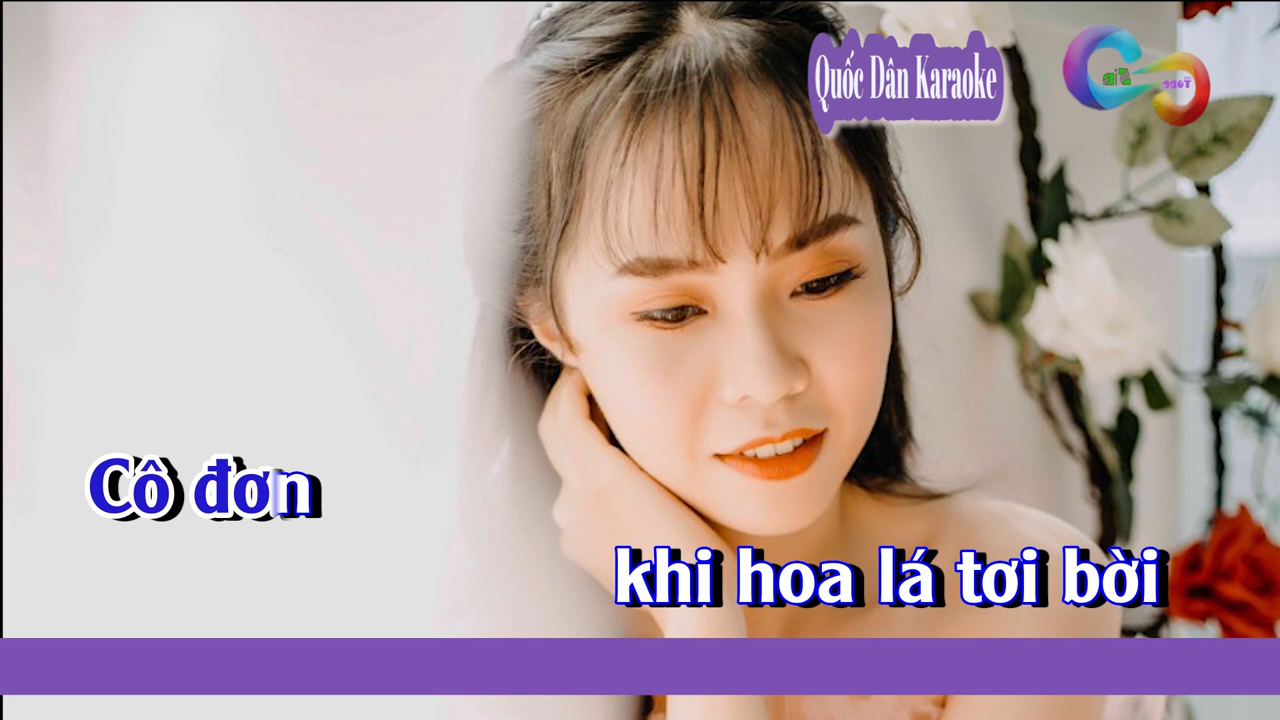 Quốc Dân Karaoke
Cô đơn
khi hoa lá tơi bời